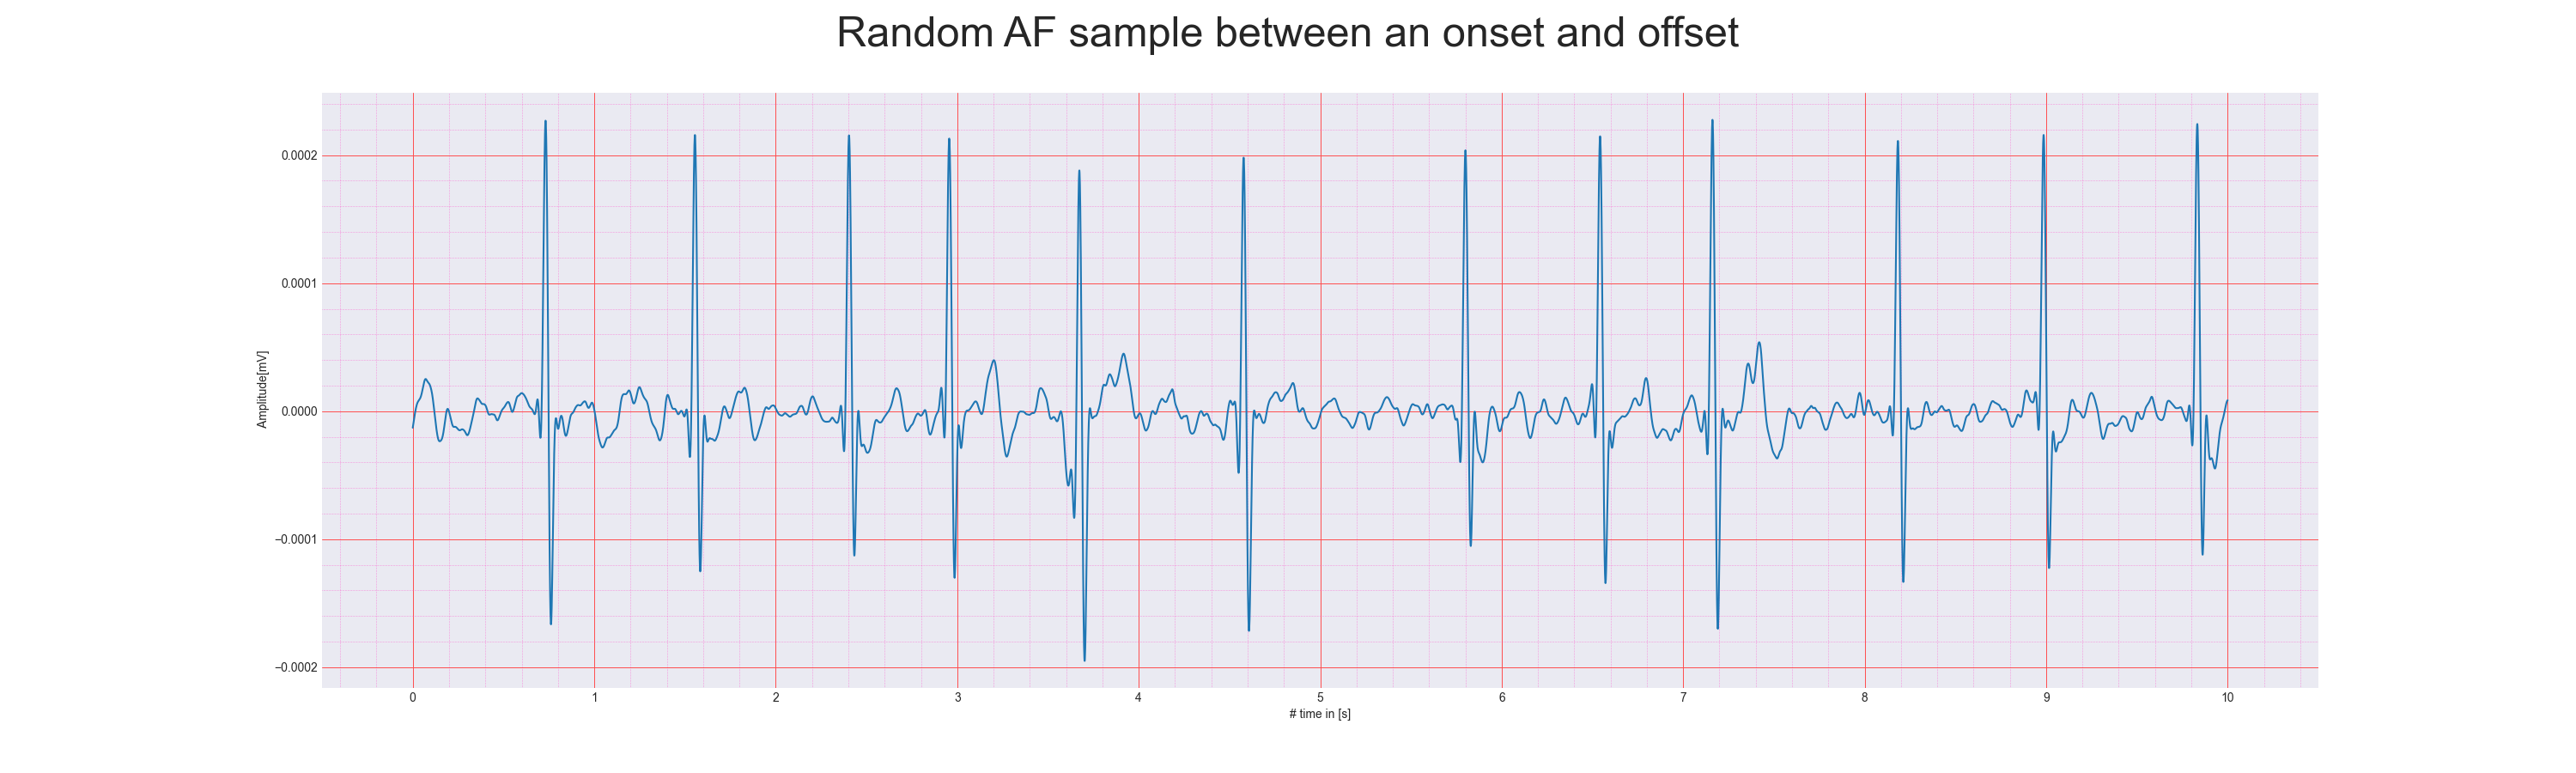 Random AF sample between an onset and offset
0.0002
0.0001
0.0000
−0.0001
−0.0002
Amplitude[mV]
0 1 2 3 4 5 6 7 8 9 10
# time in [s]